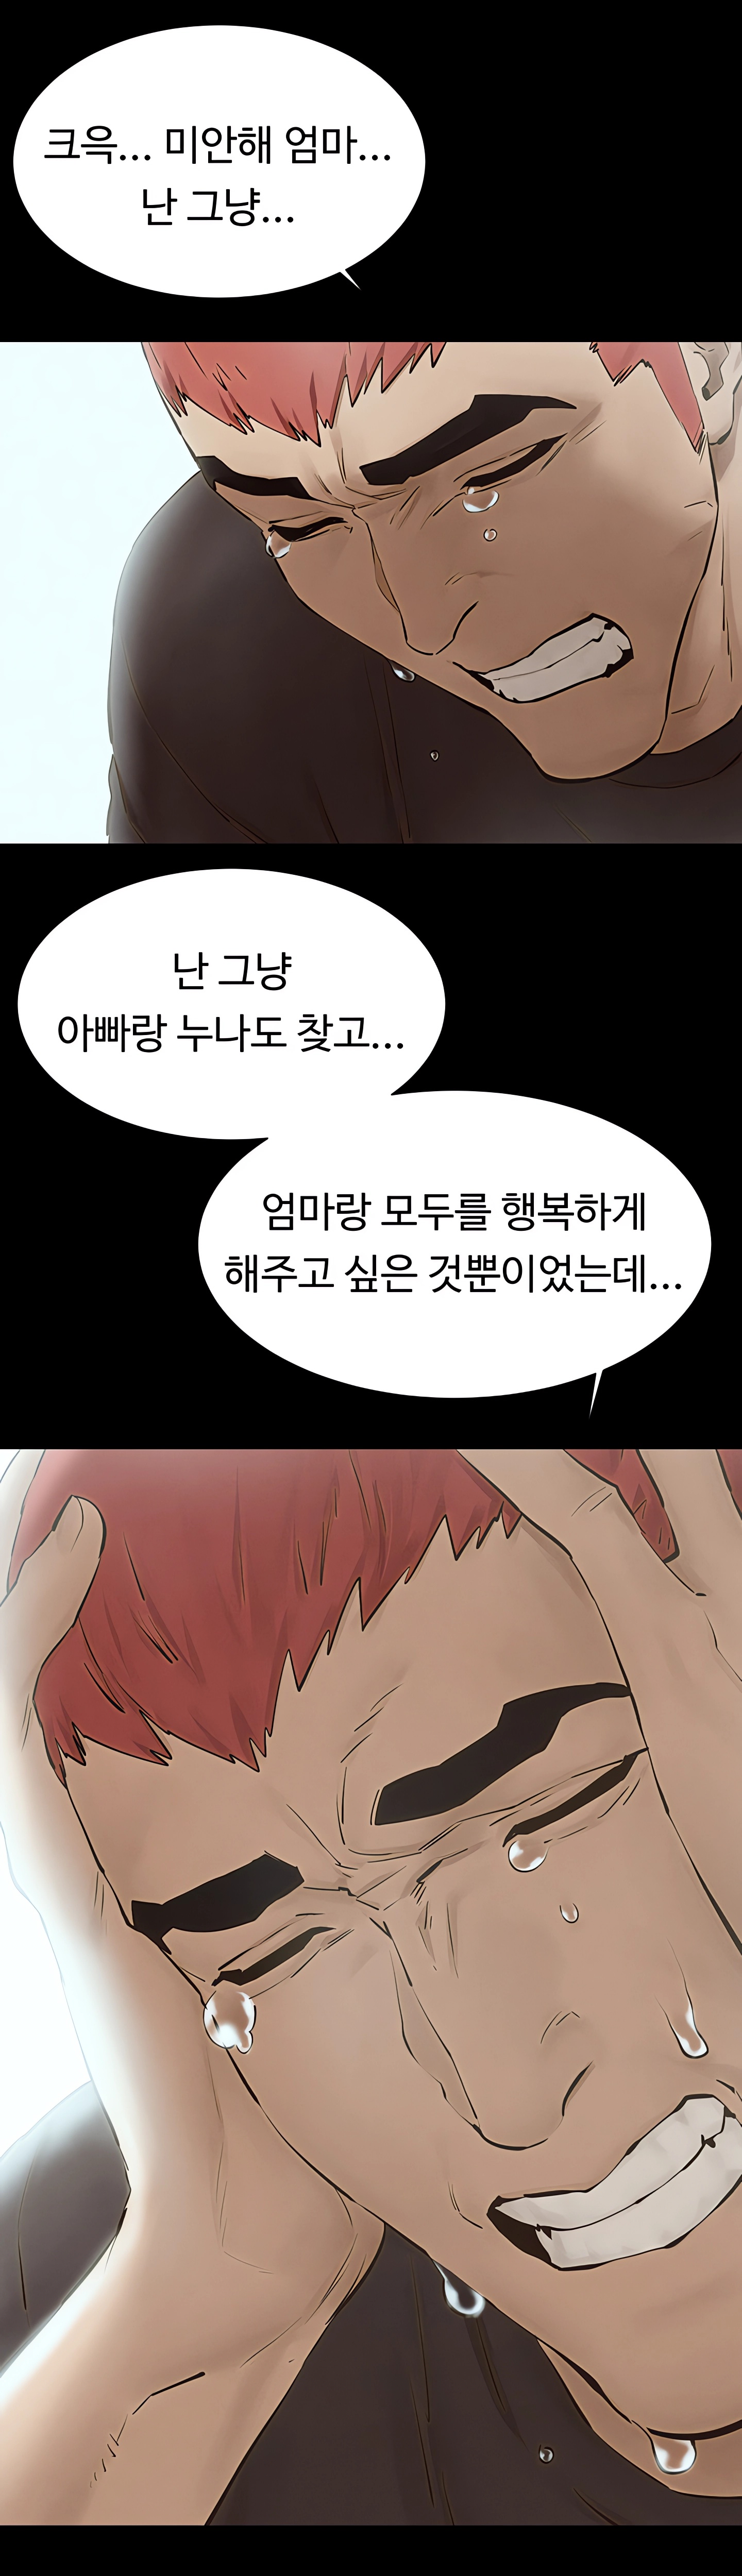 크윽... 미안해 엄마...
난 그냥...
난 그냥
아빠랑 누나도 찾고...
엄마랑 모두를 행복하게
해주고 싶은 것뿐이었는데...